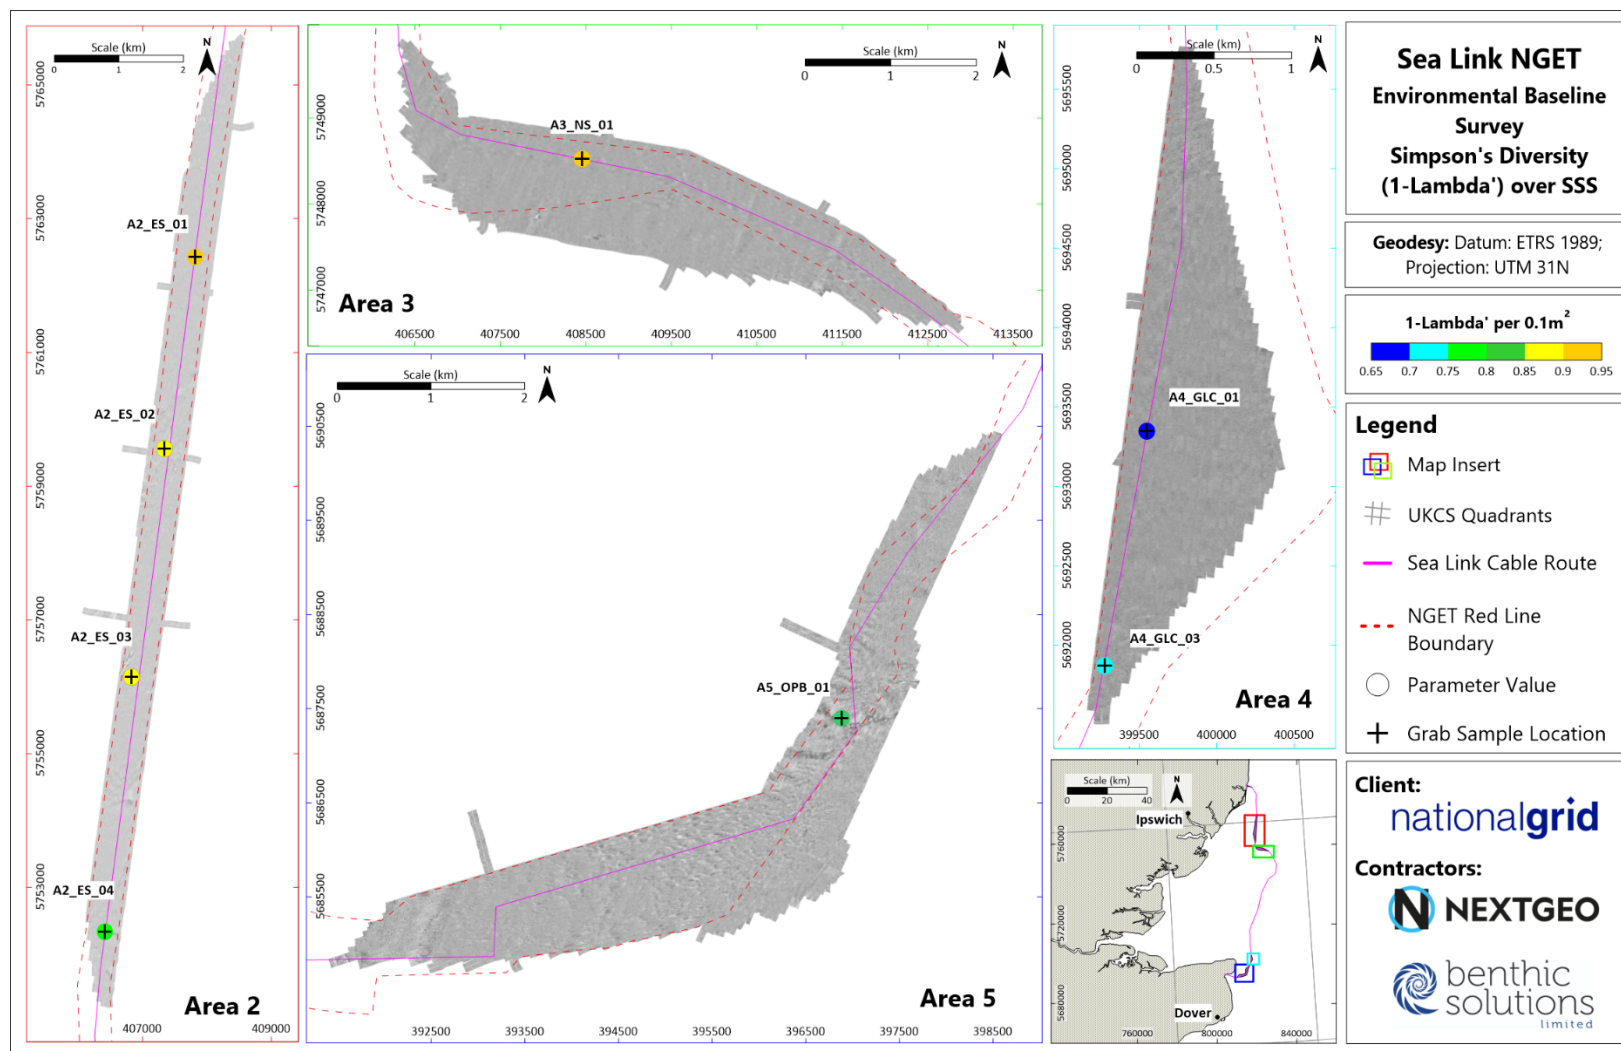 Scale (km)
N
0 1 2
5765000
5763000
5761000
5759000
5757000
5755000
5753000
A2_ES_01
A2_ES_02
A2_ES_03
A2_ES_04
Area 2
407000 409000
Scale (km)
N
0 1 2
5749000
5748000
5747000
A3_NS_01
Area 3
406500 407500 408500 409500 410500 411500 412500 413500
Scale (km)
N
0 1 2
5690500
5689500
5688500
5687500
5686500
5685500
A5_OPB_01
Area 5
392500 393500 394500 395500 396500 397500 398500
Scale (km)
N
0 0.5 1
5695500
5695000
5694500
5694000
5693500
5693000
5692500
5692000
A4_GLC_01
A4_GLC_03
Area 4
399500 400000 400500
Scale (km)
N
0 20 40
Ipswich
Dover
5760000
5720000
5680000
760000 800000 840000
Sea Link NGET
Environmental Baseline
Survey
Simpson's Diversity
(1-Lambda') over SSS
Geodesy: Datum: ETRS 1989;
Projection: UTM 31N
1-Lambda' per 0.1m²
0.65 0.7 0.75 0.8 0.85 0.9 0.95
Legend
Map Insert
UKCS Quadrants
Sea Link Cable Route
NGET Red Line
Boundary
Parameter Value
Grab Sample Location
Client:
nationalgrid
Contractors:
N NEXTGEO
benthic
solutions
limited